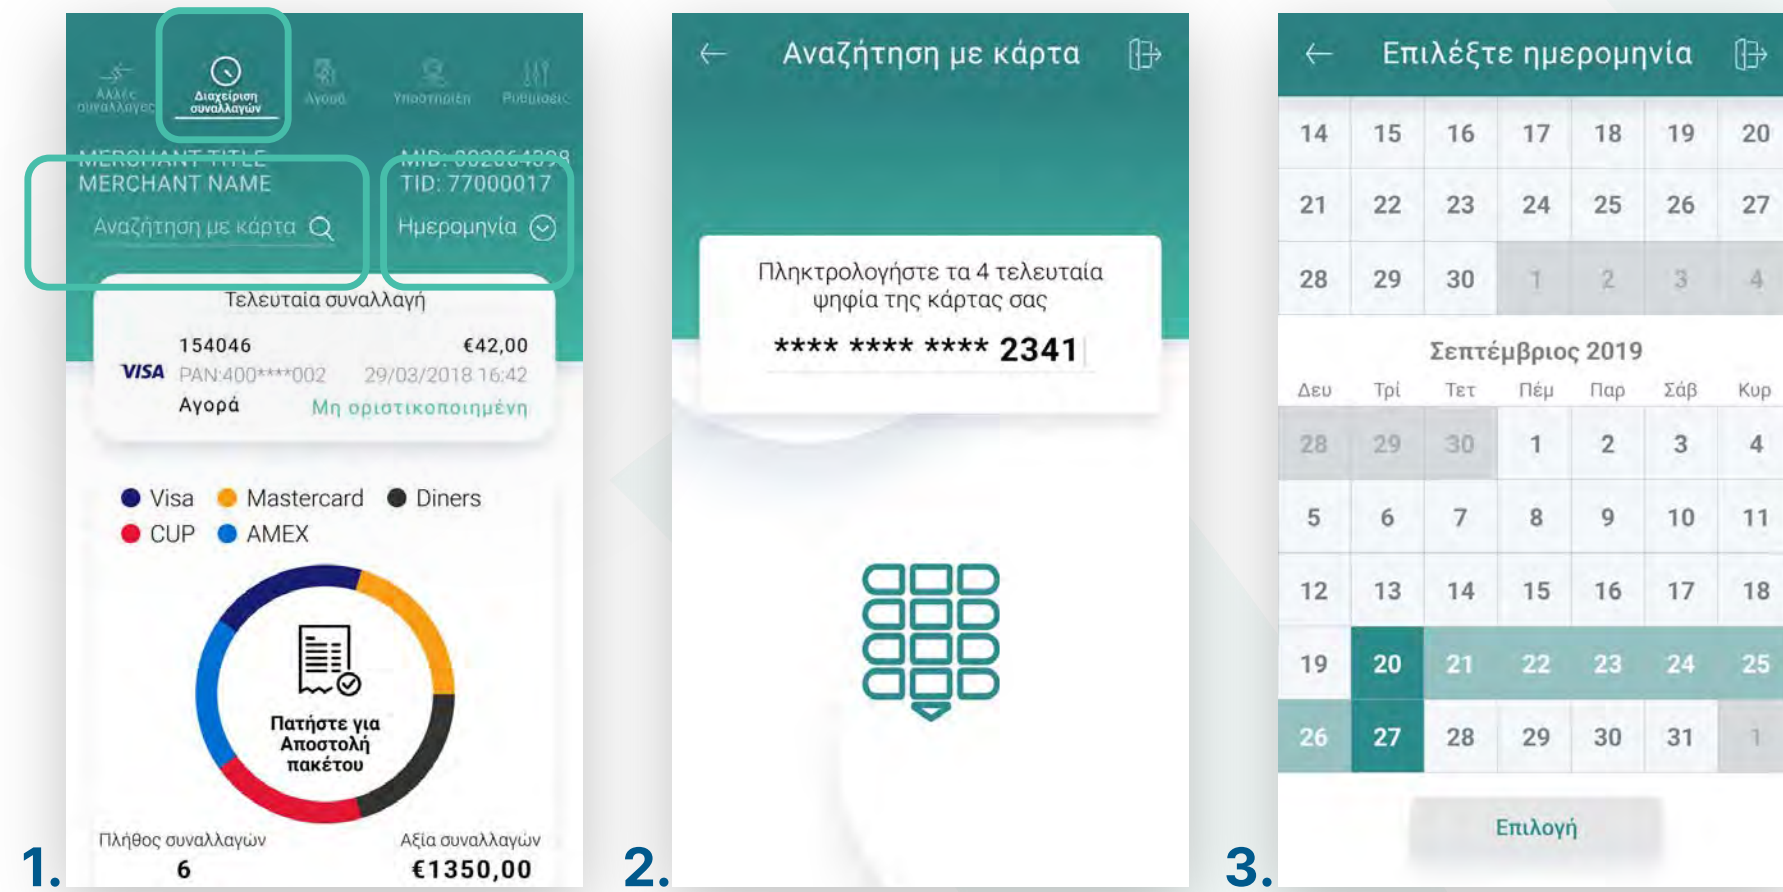 Άλλες συναλλαγές
Διαχείριση συναλλαγών
Αγορά
Υποστήριξη
Ρυθμίσεις
MERCHANT TITLE
MID: 002064398
MERCHANT NAME
TID: 77000017
Αναζήτηση με κάρτα
Ημερομηνία
Τελευταία συναλλαγή
154046 €42,00
VISA PAN:400****002 29/03/2018 16:42
Αγορά Μη οριστικοποιημένη
Visa Mastercard Diners
CUP AMEX
Πατήστε για
Αποστολή
πακέτου
Πλήθος συναλλαγών Αξία συναλλαγών
6 €1350,00
1.
Αναζήτηση με κάρτα
Πληκτρολογήστε τα 4 τελευταία
ψηφία της κάρτας σας
**** **** **** 2341
2.
Επιλέξτε ημερομηνία
14 15 16 17 18 19 20
21 22 23 24 25 26 27
28 29 30 1 2 3 4
Σεπτέμβριος 2019
Δευ Τρί Τετ Πέμ Παρ Σάβ Κυρ
28 29 30 1 2 3 4
5 6 7 8 9 10 11
12 13 14 15 16 17 18
19 20 21 22 23 24 25
26 27 28 29 30 31 1
Επιλογή
3.